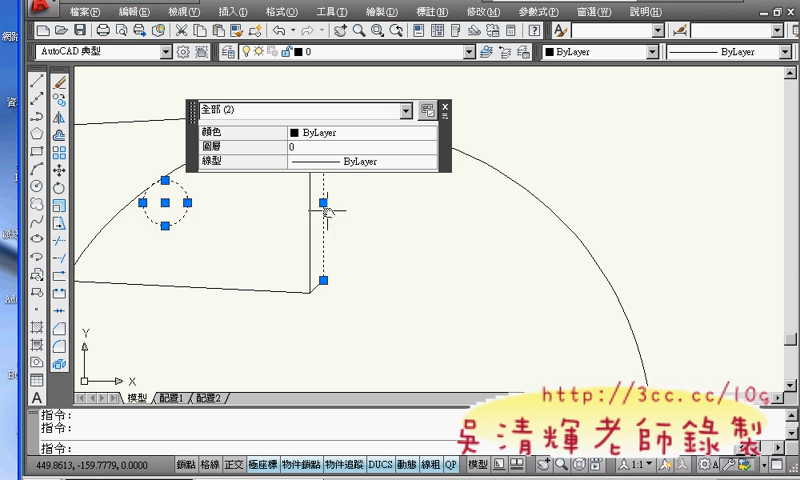 檔案(F) 編輯(E) 檢視(V) 插入(I) 格式(O) 工具(T) 繪製(D) 標註(N) 修改(M) 參數式(P) 窗選(W) 說明(H)
AutoCAD 典型
0
ByLayer
ByLayer
全部 (2)
顏色 ByLayer
圖層 0
線型 ByLayer
Y
X
A
模型 配置1 配置2
指令:
指令:
指令:
http://3cc.cc/10g
吳清輝老師錄製
449.8613, -159.7779, 0.0000 鎖點 格線 正交 極座標 物件鎖點 物件追蹤 DUCS 動態 線粗 QP 模型 1:1